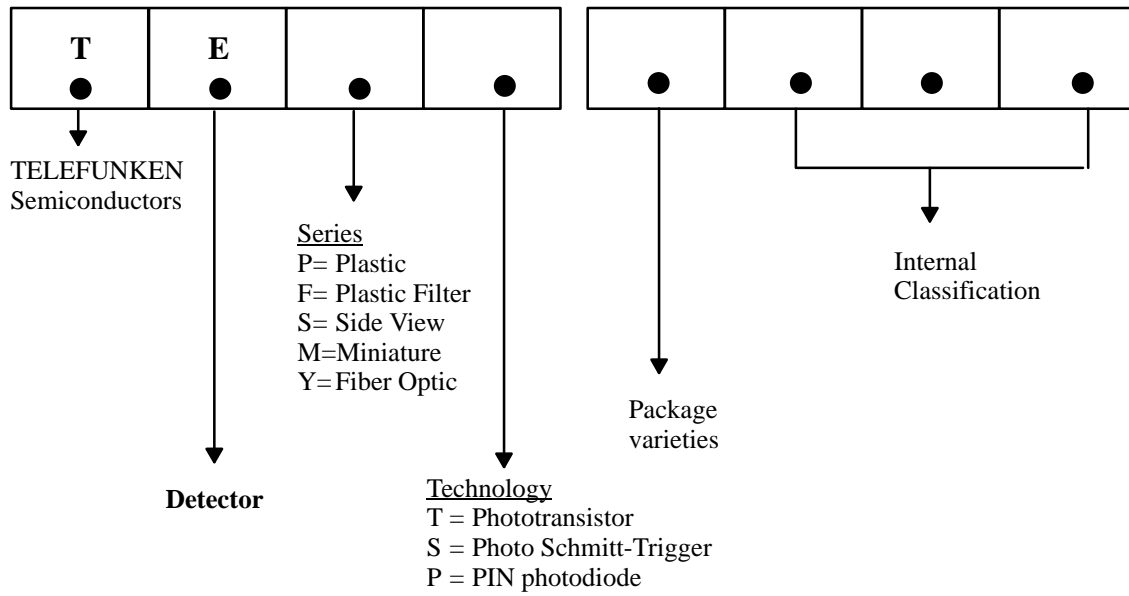 T E
TELEFUNKEN
Semiconductors
Series
P= Plastic
F= Plastic Filter
S= Side View
M=Miniature
Y=Fiber Optic
Internal
Classification
Package
varieties
Detector
Technology
T = Phototransistor
S = Photo Schmitt-Trigger
P = PIN photodiode